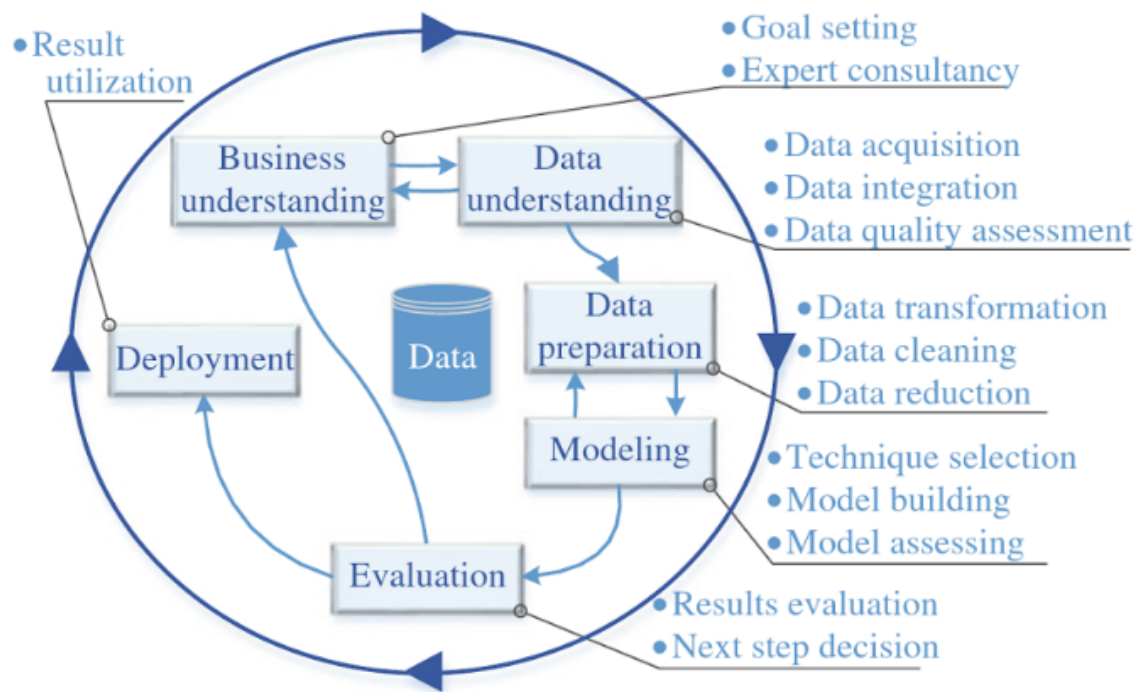 • Result
utilization
• Goal setting
• Expert consultancy
Business
understanding
Data
understanding
• Data acquisition
• Data integration
• Data quality assessment
Data
preparation
• Data transformation
• Data cleaning
• Data reduction
Deployment
Data
Modeling
• Technique selection
• Model building
• Model assessing
Evaluation
• Results evaluation
• Next step decision